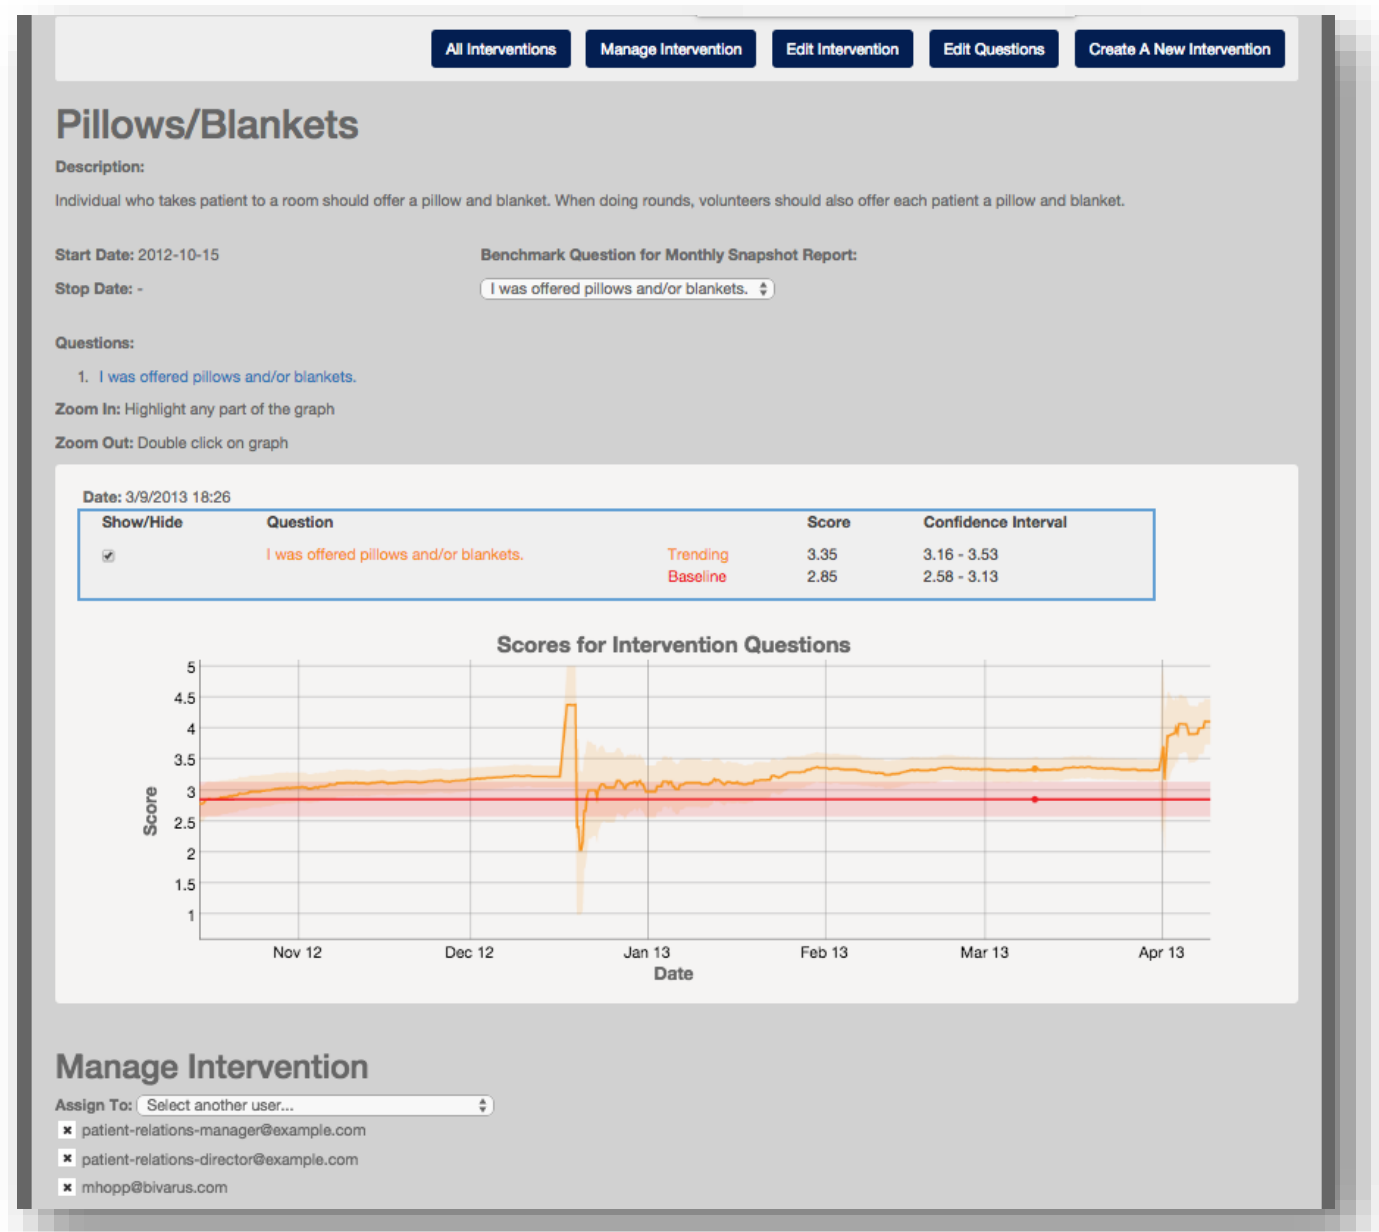 All Interventions Manage Intervention Edit Intervention Edit Questions Create A New Intervention
Pillows/Blankets
Description:
Individual who takes patient to a room should offer a pillow and blanket. When doing rounds, volunteers should also offer each patient a pillow and blanket.
Start Date: 2012-10-15 Benchmark Question for Monthly Snapshot Report:
Stop Date: - I was offered pillows and/or blankets.
Questions:
1. I was offered pillows and/or blankets.
Zoom In: Highlight any part of the graph
Zoom Out: Double click on graph
Date: 3/9/2013 18:26
Show/Hide Question Score Confidence Interval
I was offered pillows and/or blankets. Trending 3.35 3.16 - 3.53
Baseline 2.85 2.58 - 3.13
Scores for Intervention Questions
5
4.5
4
3.5
3
2.5
2
1.5
1
Score
Nov 12 Dec 12 Jan 13 Feb 13 Mar 13 Apr 13
Date
Manage Intervention
Assign To: Select another user...
patient-relations-manager@example.com
patient-relations-director@example.com
mhopp@bivarus.com